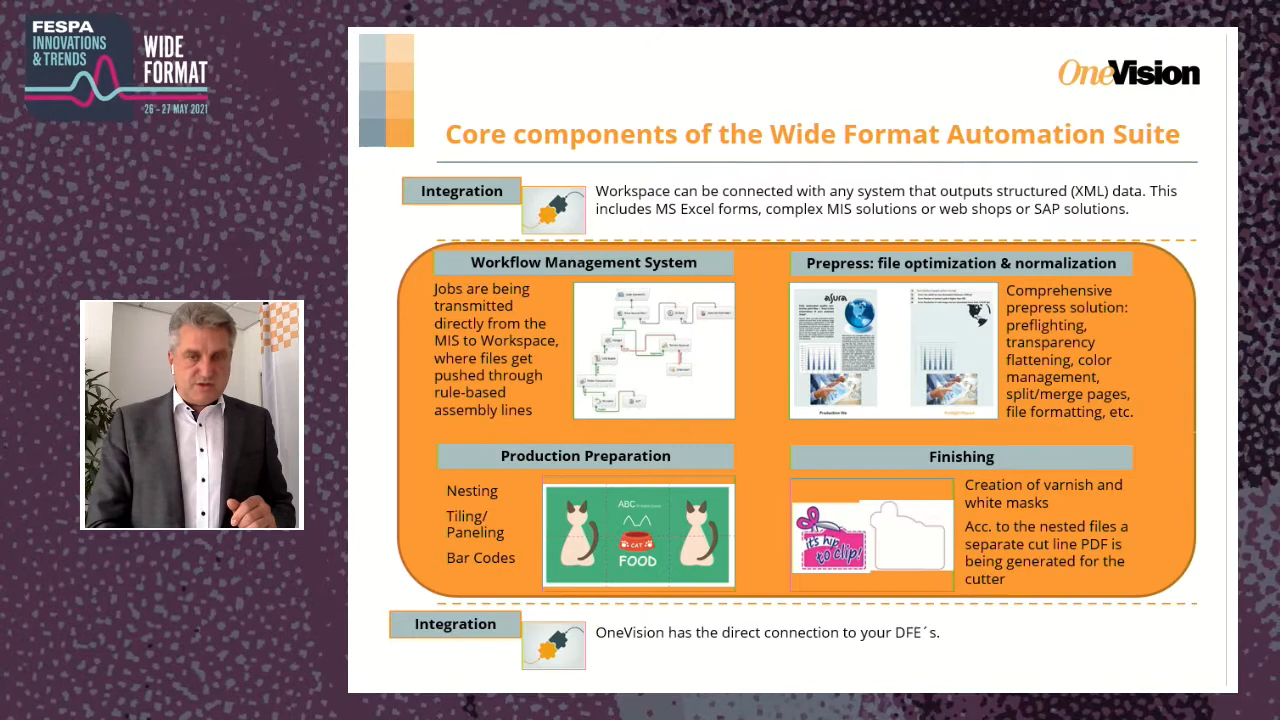 FESPA
INNOVATIONS
& TRENDS
WIDE
FORMAT
26 – 27 MAY 2021
OneVision
Core components of the Wide Format Automation Suite
Integration
Workspace can be connected with any system that outputs structured (XML) data. This
includes MS Excel forms, complex MIS solutions or web shops or SAP solutions.
Workflow Management System
Jobs are being
transmitted
directly from the
MIS to Workspace,
where files get
pushed through
rule-based
assembly lines
Prepress: file optimization & normalization
asura
Comprehensive
prepress solution:
preflighting,
transparency
flattening, color
management,
split/merge pages,
file formatting, etc.
Production Preparation
Nesting
Tiling/
Paneling
Bar Codes
ABC
CAT
FOOD
Finishing
it's hip
to clip!
Creation of varnish and
white masks
Acc. to the nested files a
separate cut line PDF is
being generated for the
cutter
Integration
OneVision has the direct connection to your DFE´s.